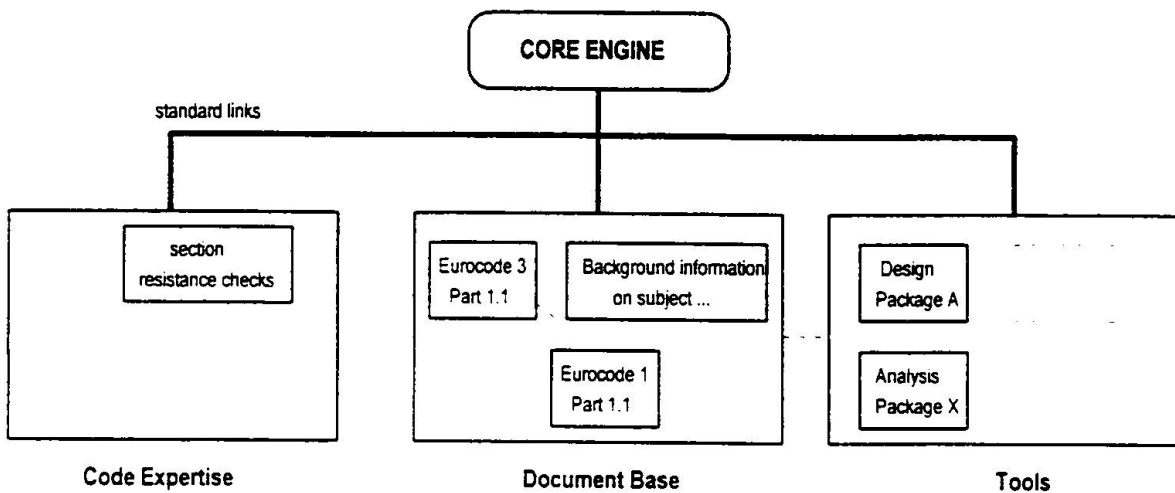 CORE ENGINE
standard links
section
resistance checks
Eurocode 3
Part 1.1
Background information
on subject ...
Eurocode 1
Part 1.1
Design
Package A
Analysis
Package X
Code Expertise
Document Base
Tools